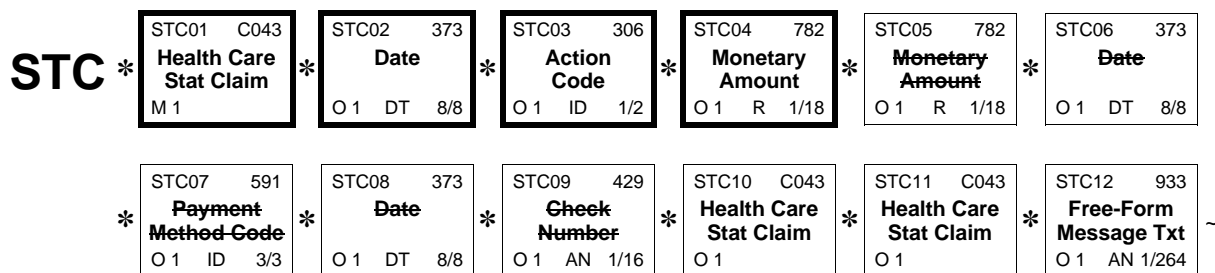 STC01 C043 STC02 373 STC03 306 STC04 782 STC05 782 STC06 373
STC * Health Care * Date * Action * Monetary * Monetary * Date
Stat Claim Code Amount Amount
M 1 O 1 DT 8/8 O 1 ID 1/2 O 1 R 1/18 O 1 R 1/18 O 1 DT 8/8
STC07 591 STC08 373 STC09 429 STC10 C043 STC11 C043 STC12 933
* Payment * Date * Check * Health Care * Health Care * Free-Form ~
Method Code Number Stat Claim Stat Claim Message Txt
O 1 ID 3/3 O 1 DT 8/8 O 1 AN 1/16 O 1 O 1 O 1 AN 1/264